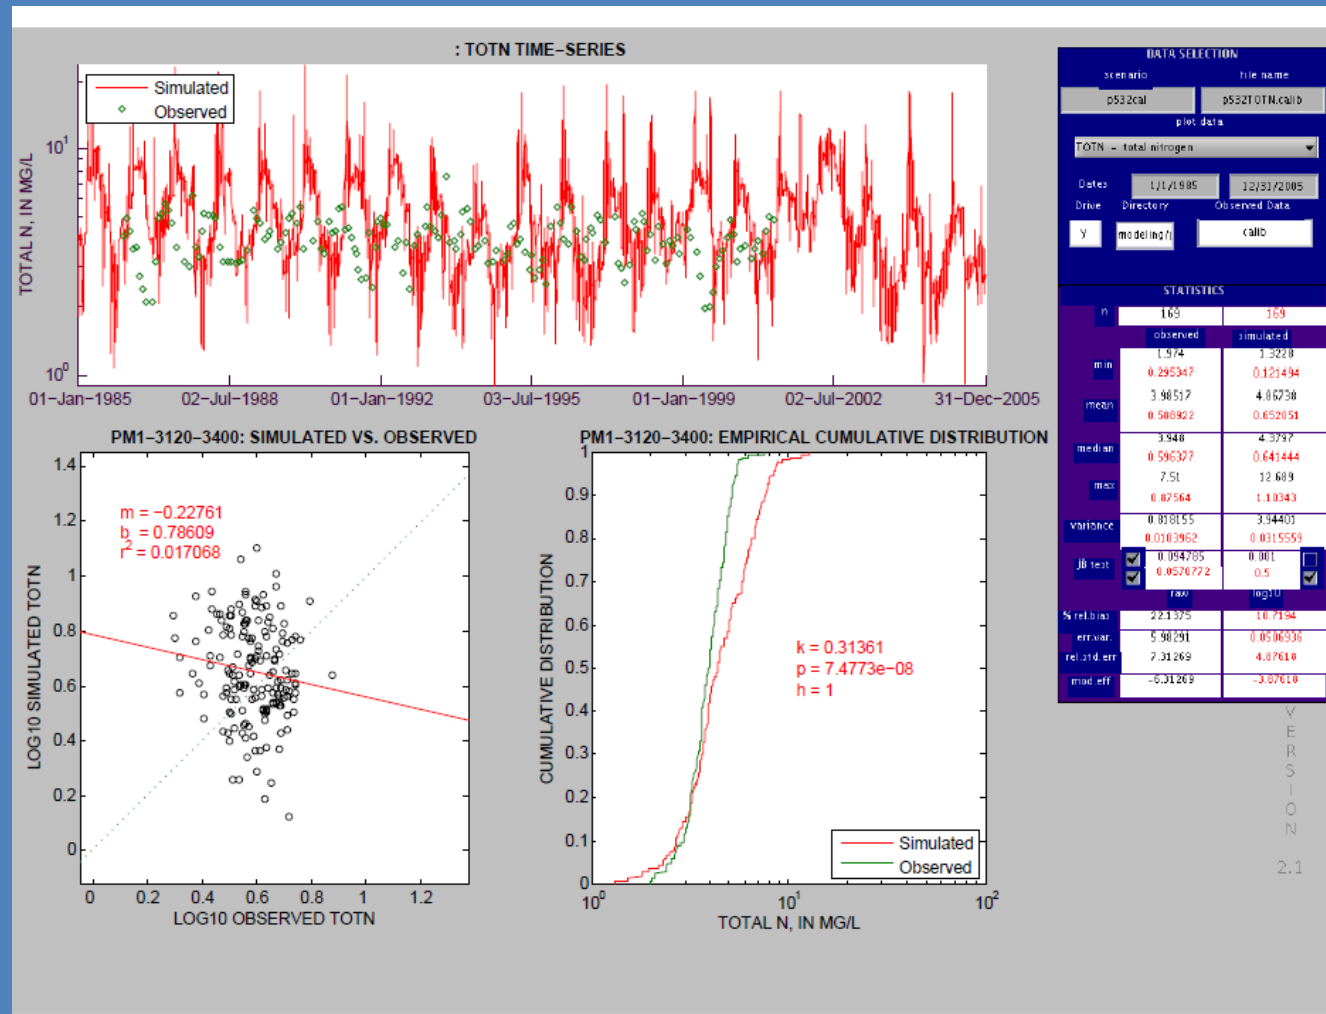 : TOTN TIME-SERIES
Simulated
Observed
TOTAL N, IN MG/L
10^1
10^0
01-Jan-1985 02-Jul-1988 01-Jan-1992 03-Jul-1995 01-Jan-1999 02-Jul-2002 31-Dec-2005
PM1-3120-3400: SIMULATED VS. OBSERVED
m = -0.22761
b = 0.78609
r^2 = 0.017068
LOG10 SIMULATED TOTN
1.4
1.2
1
0.8
0.6
0.4
0.2
0
0 0.2 0.4 0.6 0.8 1 1.2
LOG10 OBSERVED TOTN
PM1-3120-3400: EMPIRICAL CUMULATIVE DISTRIBUTION
CUMULATIVE DISTRIBUTION
1
0.9
0.8
0.7
0.6
0.5
0.4
0.3
0.2
0.1
0
k = 0.31361
p = 7.4773e-08
h = 1
Simulated
Observed
10^0 10^1 10^2
TOTAL N, IN MG/L
DATA SELECTION
scenario file name
p532cal p532TOTN.calib
plot data
TOTN - total nitrogen
Dates 1/1/1985 12/31/2005
Drive Directory Observed Data
y modeling/ calib
STATISTICS
n 169 169
observed simulated
min 1.974 1.3228
0.295347 0.121494
mean 3.98517 4.86738
0.588922 0.652051
median 3.948 4.3797
0.596377 0.641444
max 7.51 12.689
0.87564 1.10343
variance 0.818155 3.94401
0.0103962 0.0315559
JB test 0.094785 0.001
0.0570772 0.5
raw log10
% rel.bias 22.1375 10.7194
err.var. 5.98291 0.0506936
rel.std.err 7.31269 4.87618
mod.eff -6.31269 -3.87618
VERSION
2.1